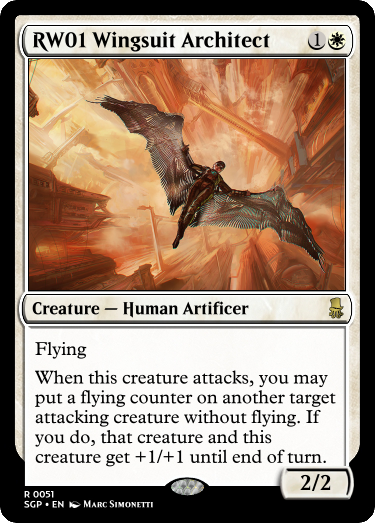 RW01 Wingsuit Architect 1
Creature — Human Artificer
Flying
When this creature attacks, you may
put a flying counter on another target
attacking creature without flying. If
you do, that creature and this
creature get +1/+1 until end of turn.
2/2
R 0051
SGP • EN Marc Simonetti